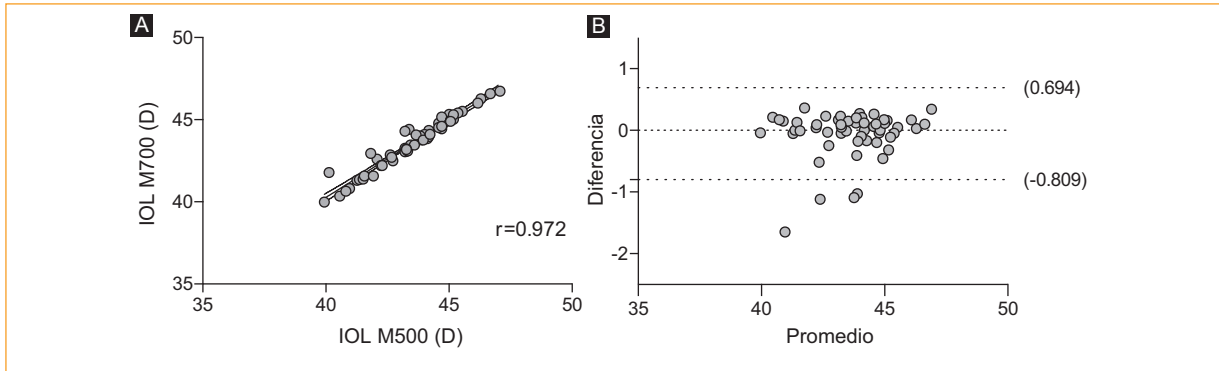 A
50
45
40
35
IOL M700 (D)
r=0.972
35 40 45 50
IOL M500 (D)
B
1
0
-1
-2
Diferencia
(0.694)
(-0.809)
35 40 45 50
Promedio